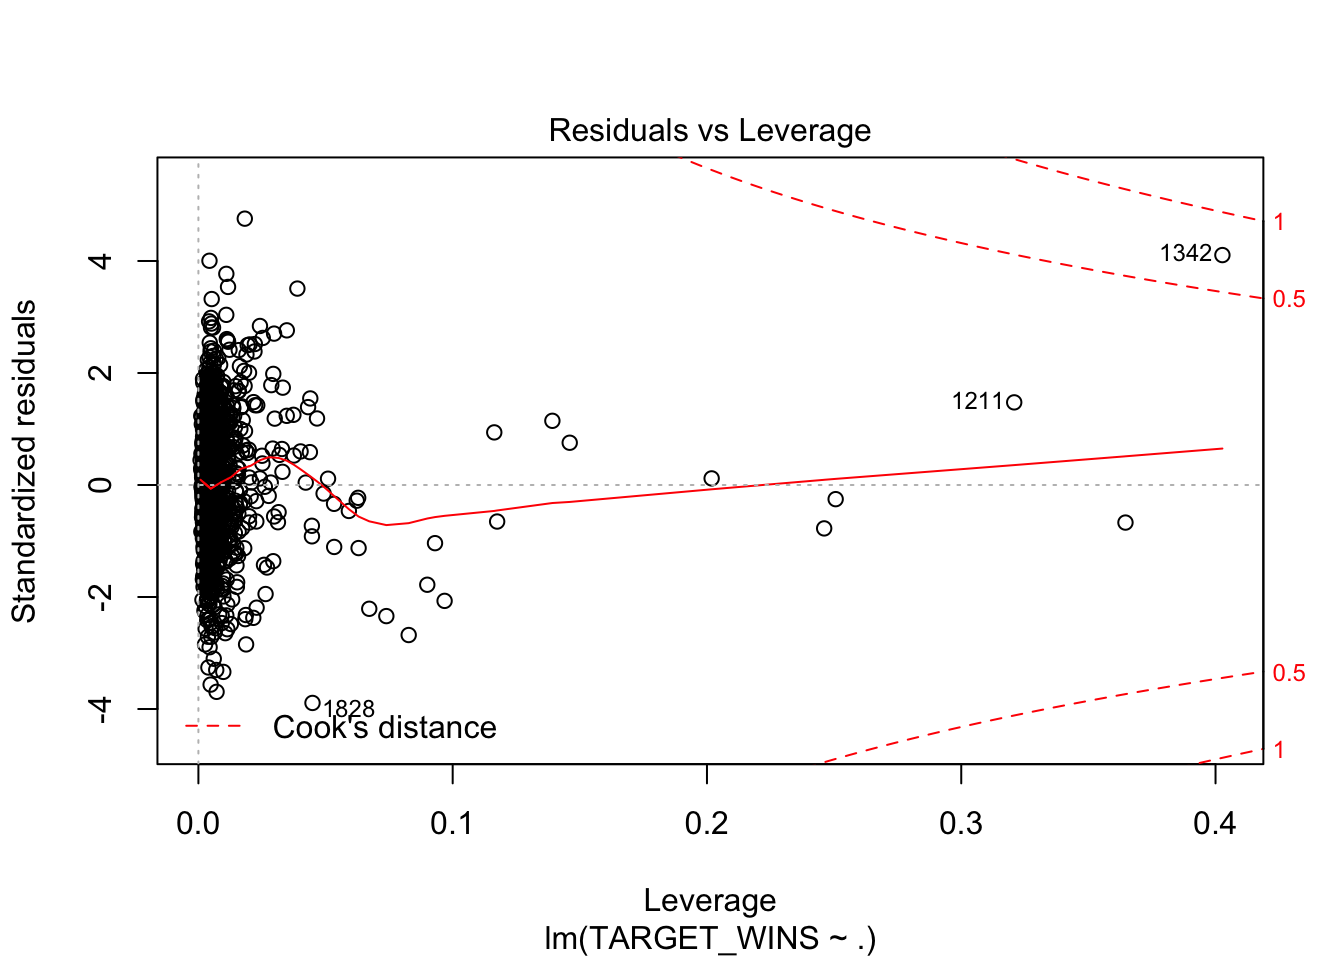 Residuals vs Leverage
Standardized residuals
4
2
0
-2
-4
1342
1211
1828
Cook's distance
1
0.5
0.5
1
0.0 0.1 0.2 0.3 0.4
Leverage
lm(TARGET_WINS ~ .)